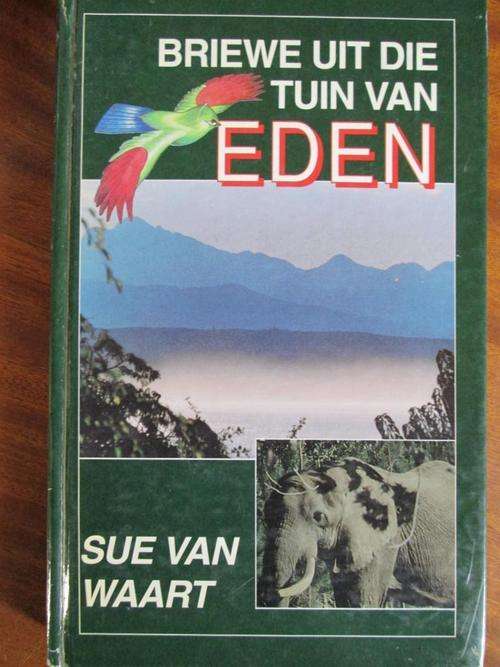 BRIEWE UIT DIE
TUIN VAN
EDEN
SUE VAN
WAART